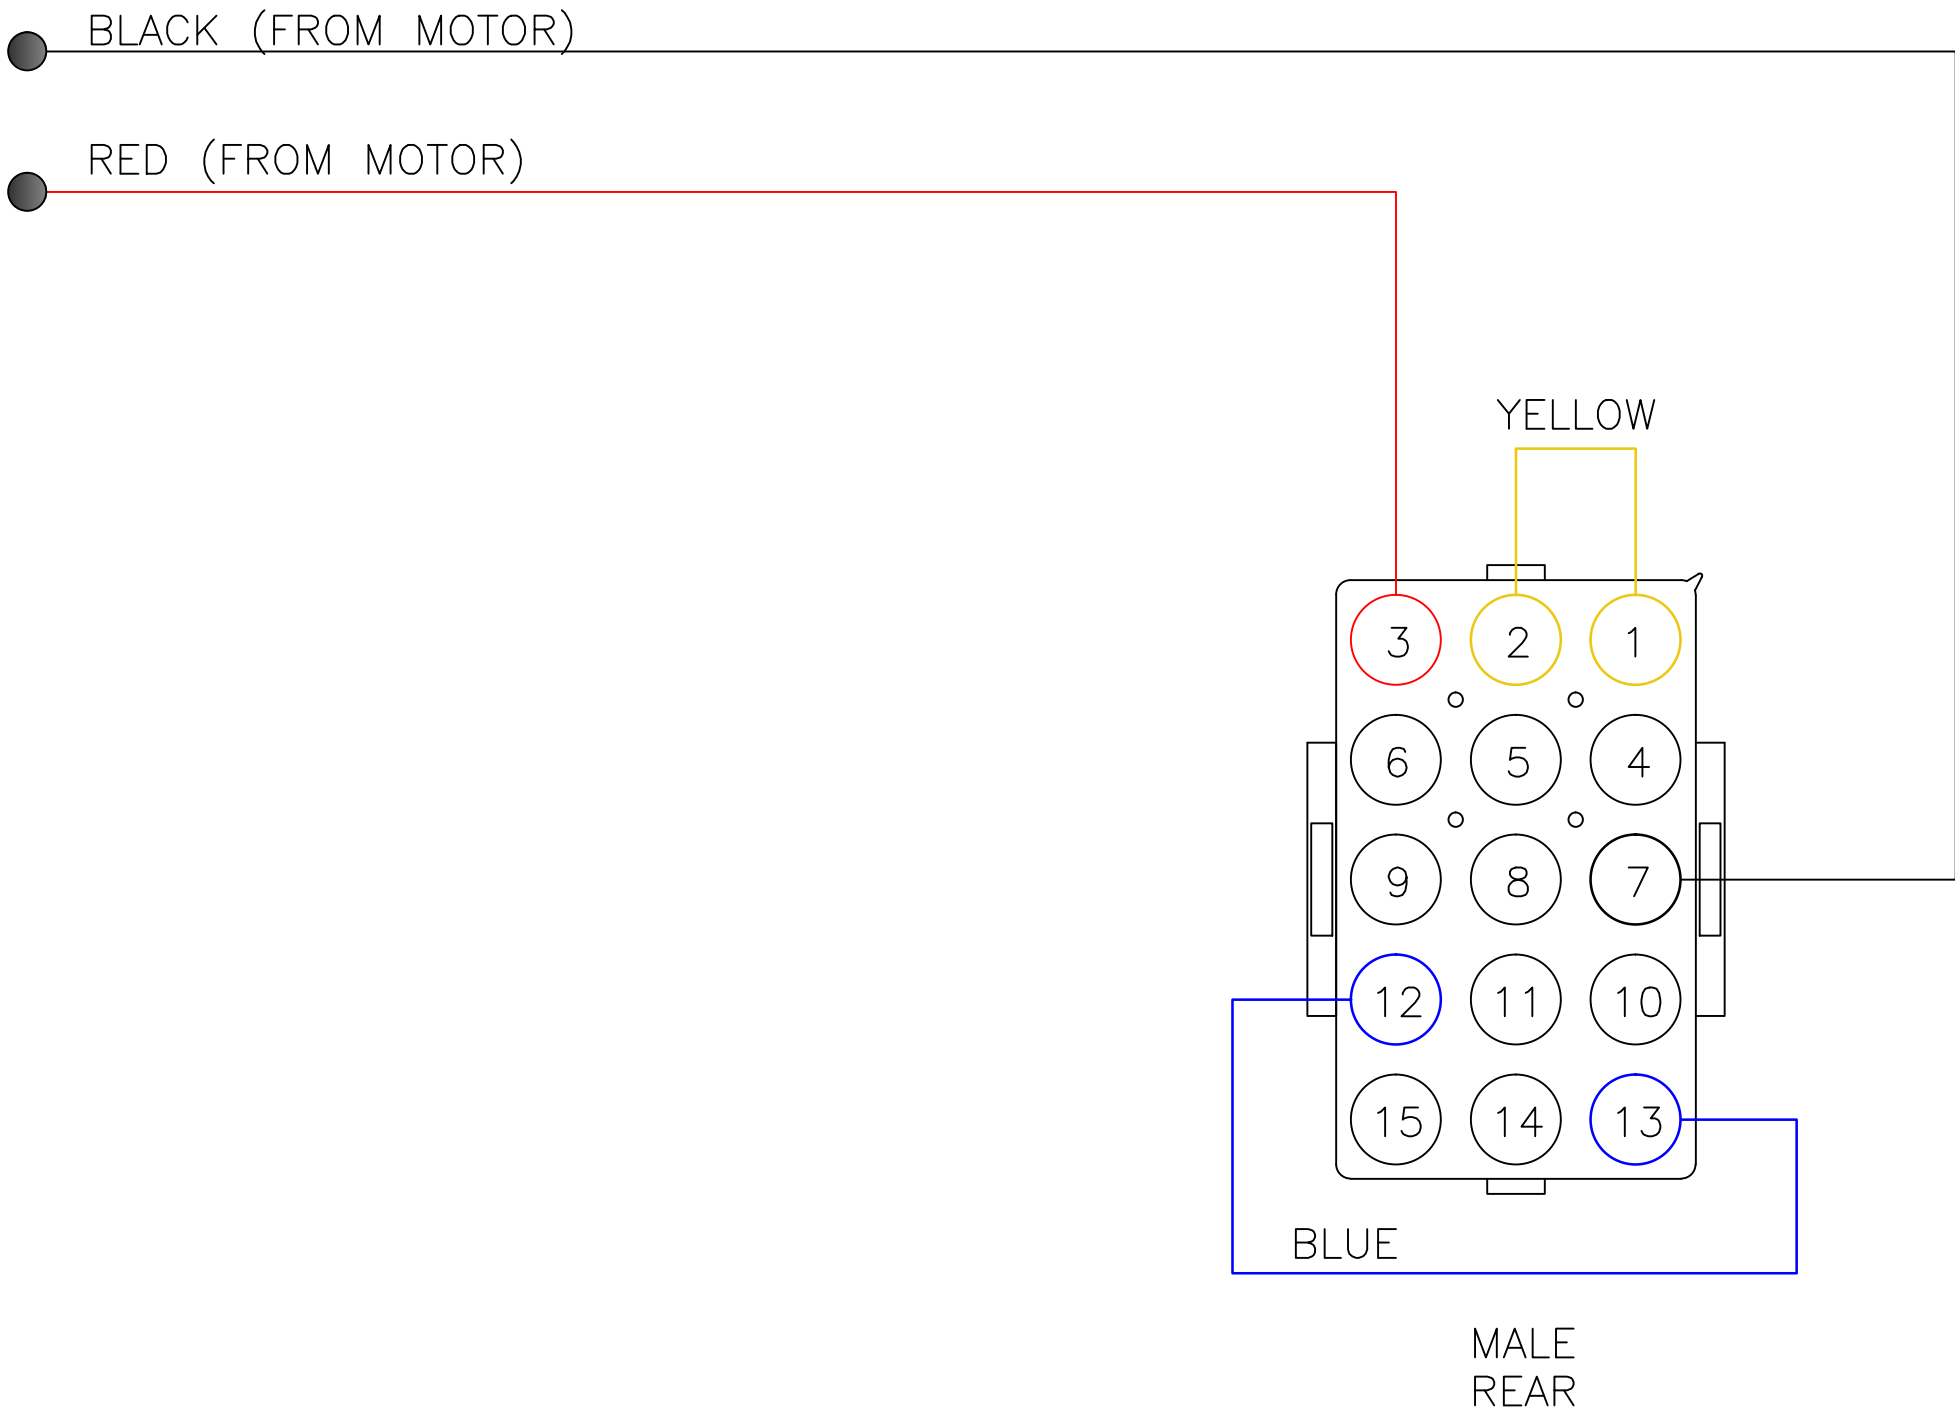 BLACK (FROM MOTOR)
RED (FROM MOTOR)
YELLOW
3 2 1
6 5 4
9 8 7
12 11 10
15 14 13
BLUE
MALE
REAR